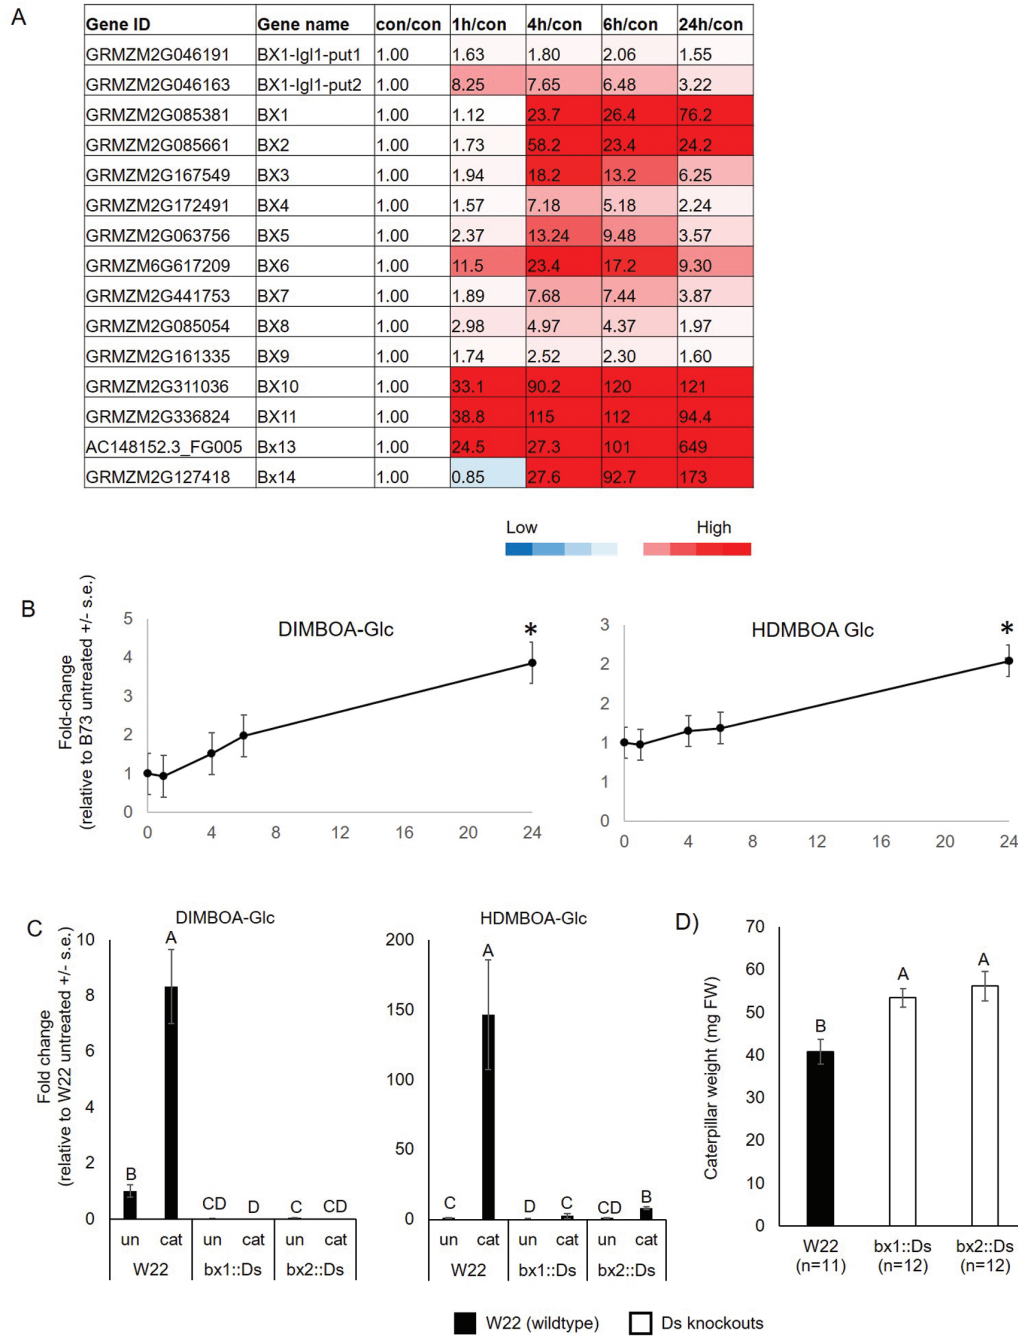 A
Gene ID Gene name con/con 1h/con 4h/con 6h/con 24h/con
GRMZM2G046191 BX1-Igl1-put1 1.00 1.63 1.80 2.06 1.55
GRMZM2G046163 BX1-Igl1-put2 1.00 8.25 7.65 6.48 3.22
GRMZM2G085381 BX1 1.00 1.12 23.7 26.4 76.2
GRMZM2G085661 BX2 1.00 1.73 58.2 23.4 24.2
GRMZM2G167549 BX3 1.00 1.94 18.2 13.2 6.25
GRMZM2G172491 BX4 1.00 1.57 7.18 5.18 2.24
GRMZM2G063756 BX5 1.00 2.37 13.24 9.48 3.57
GRMZM6G617209 BX6 1.00 11.5 23.4 17.2 9.30
GRMZM2G441753 BX7 1.00 1.89 7.68 7.44 3.87
GRMZM2G085054 BX8 1.00 2.98 4.97 4.37 1.97
GRMZM2G161335 BX9 1.00 1.74 2.52 2.30 1.60
GRMZM2G311036 BX10 1.00 33.1 90.2 120 121
GRMZM2G336824 BX11 1.00 38.8 115 112 94.4
AC148152.3_FG005 Bx13 1.00 24.5 27.3 101 649
GRMZM2G127418 Bx14 1.00 0.85 27.6 92.7 173
Low High
B
Fold-change
(relative to B73 untreated +/- s.e.)
DIMBOA-Glc
5
4
3
2
1
0
*
0 4 8 12 16 20 24
HDMBOA Glc
3
2
2
1
1
0
*
0 4 8 12 16 20 24
C
Fold change
(relative to W22 untreated +/- s.e.)
DIMBOA-Glc
10
8
6
4
2
0
B A CD D C CD
un cat un cat un cat
W22 bx1::Ds bx2::Ds
HDMBOA-Glc
200
150
100
50
0
C A D C CD B
un cat un cat un cat
W22 bx1::Ds bx2::Ds
D)
Caterpillar weight (mg FW)
70
60
50
40
30
20
10
0
B A A
W22 bx1::Ds bx2::Ds
(n=11) (n=12) (n=12)
W22 (wildtype) Ds knockouts